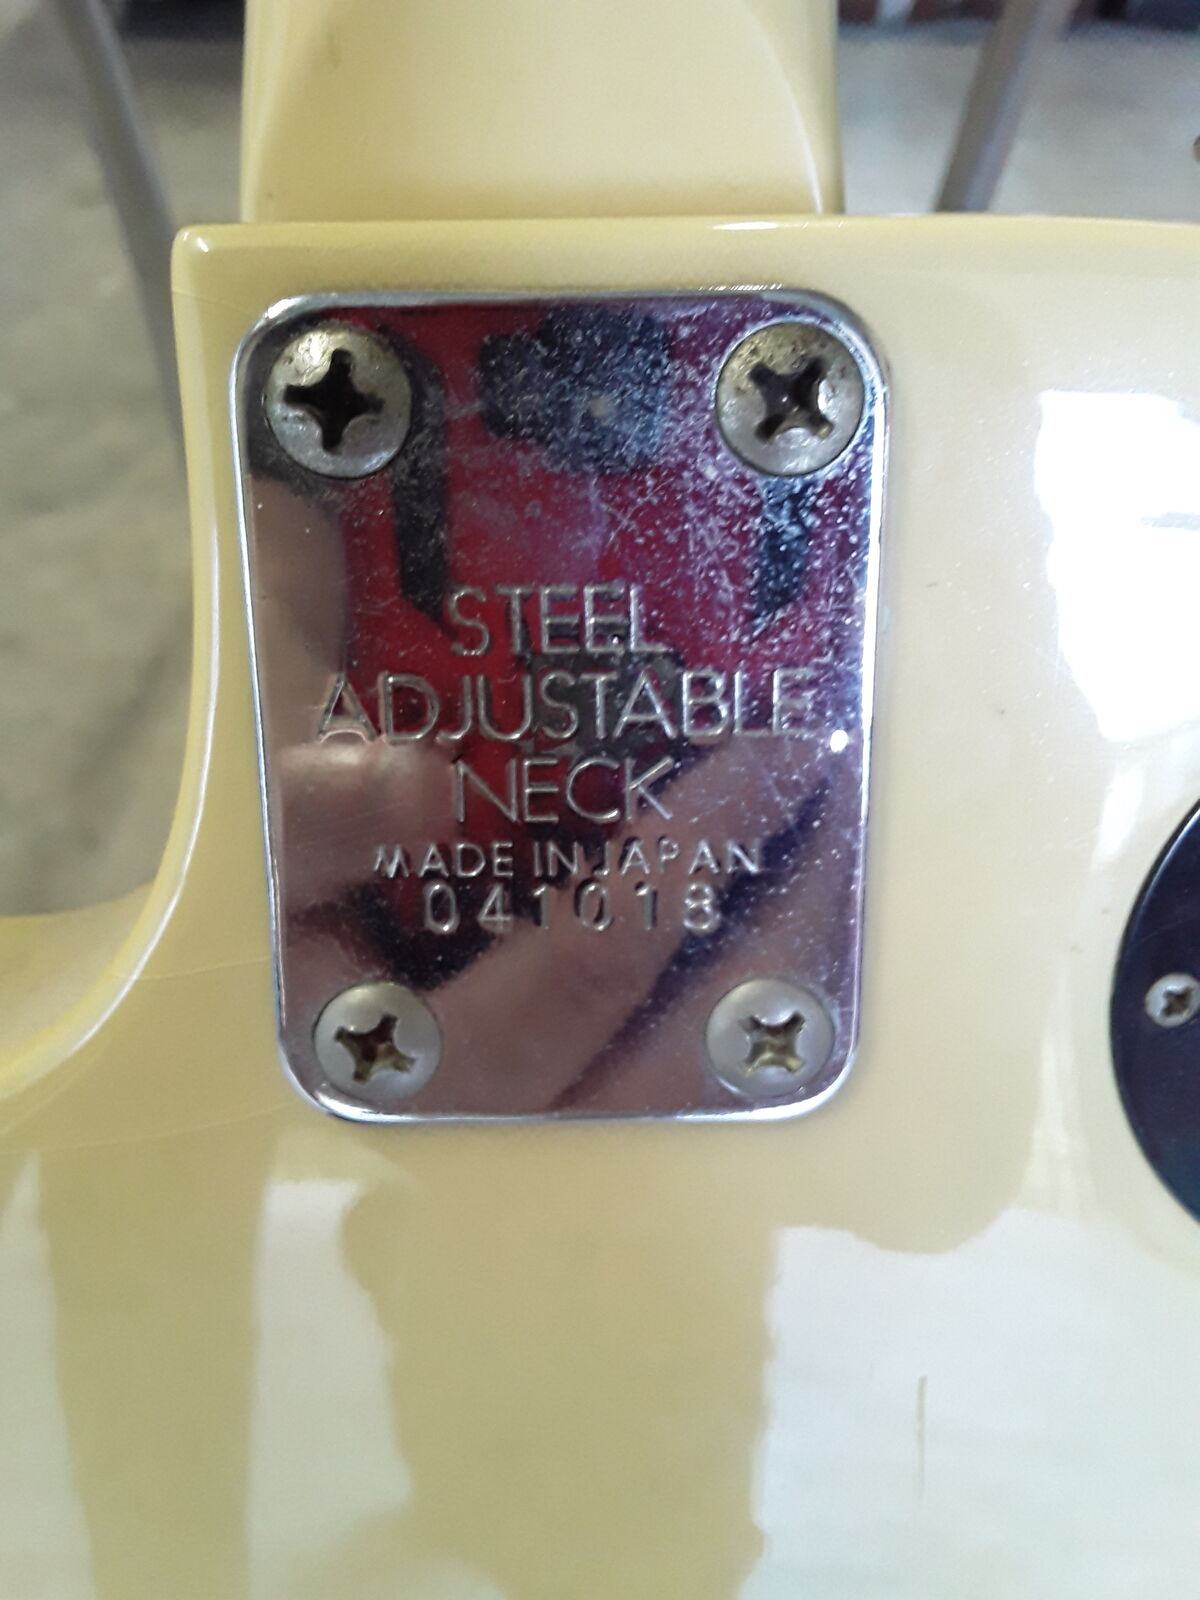 STEEL
ADJUSTABLE
NECK
MADE IN JAPAN
041018